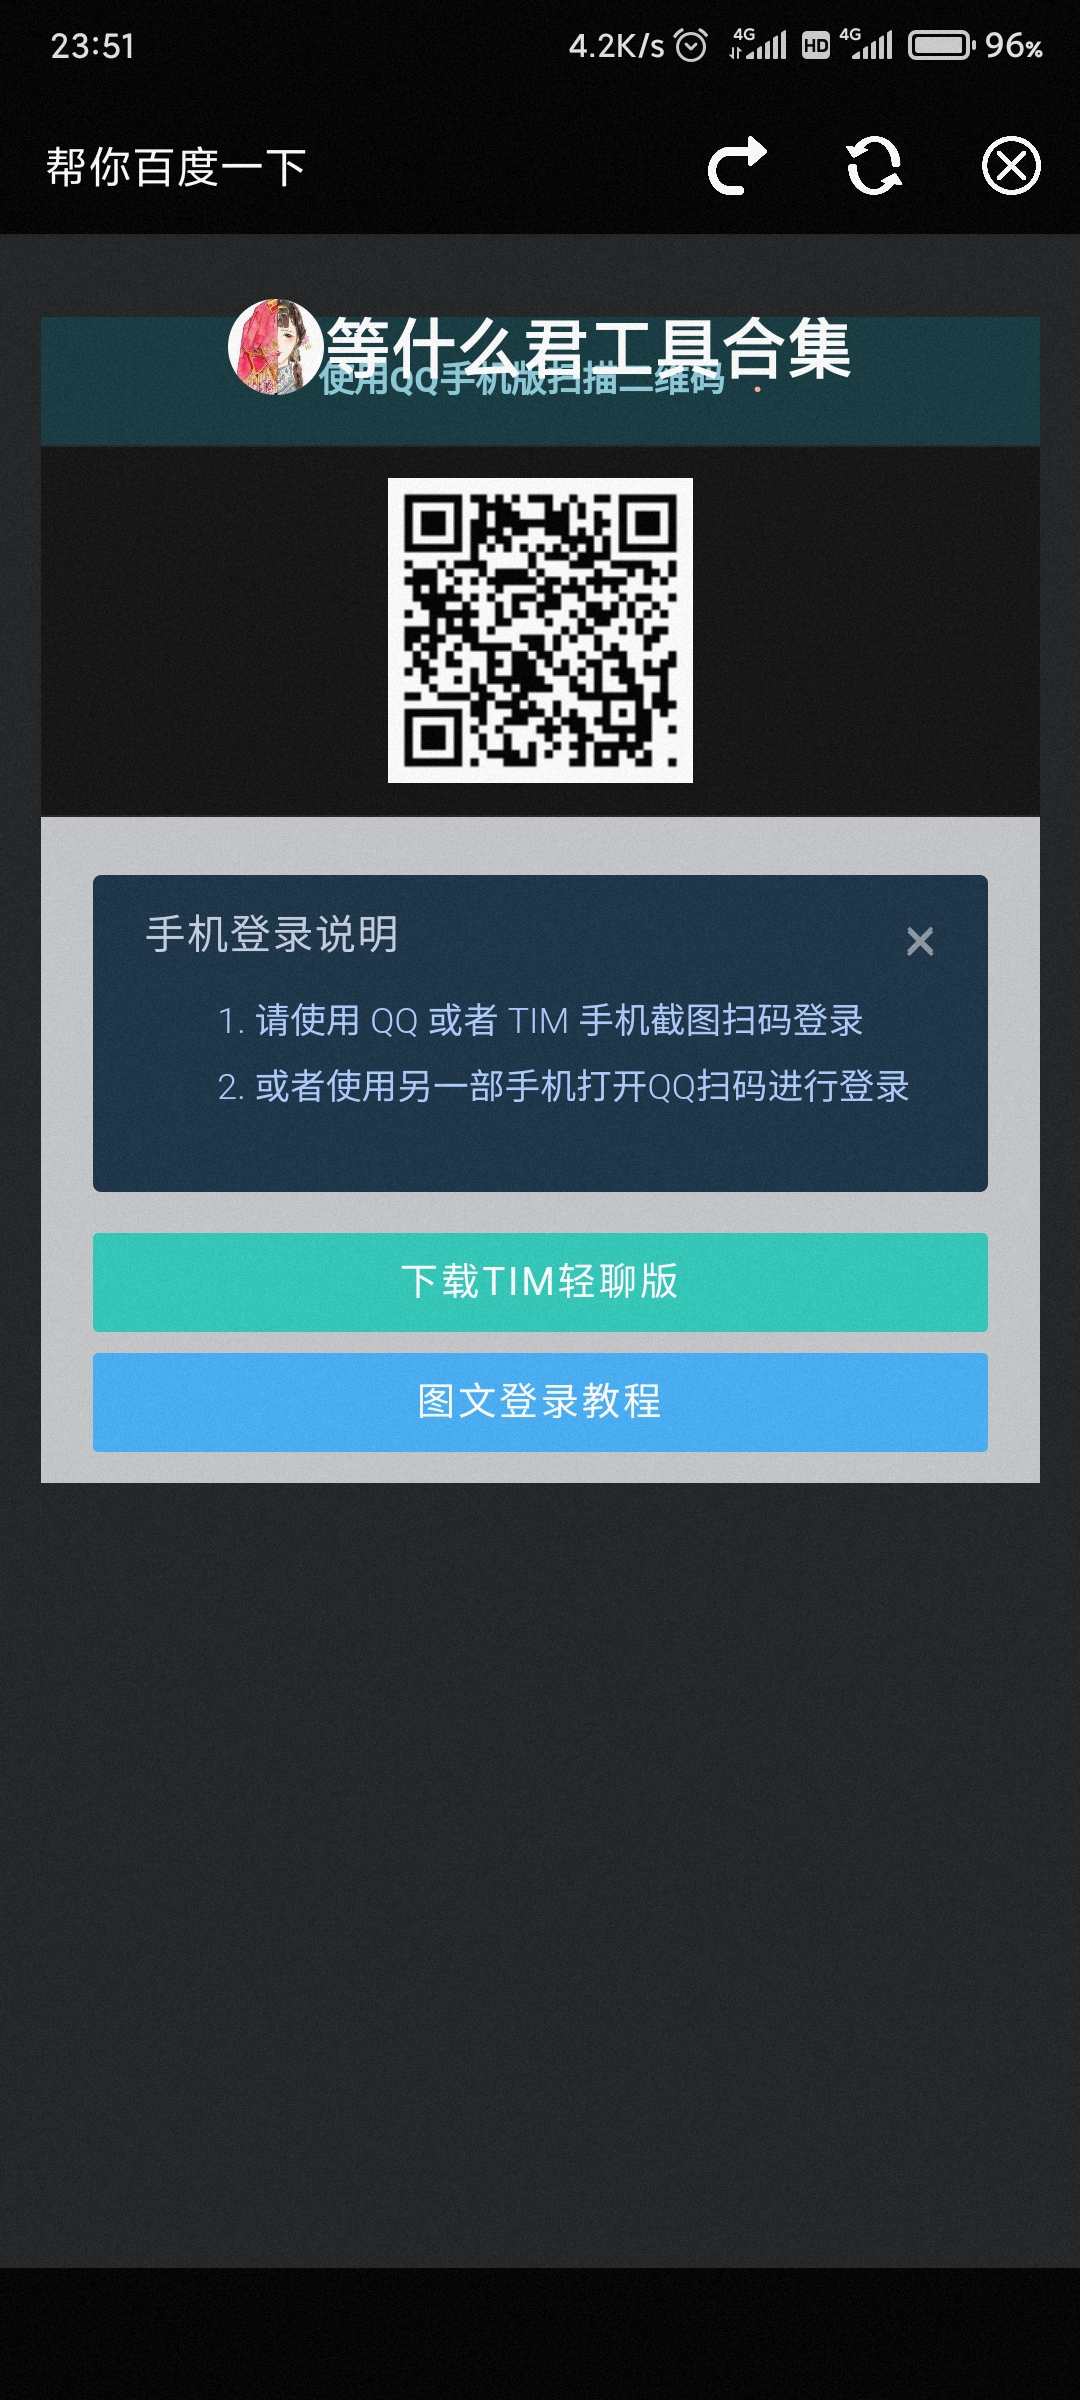 23:51 4.2K/s 4G HD 4G 96%
帮你百度一下
等什么君工具合集
使用QQ手机版扫描二维码
手机登录说明
1. 请使用 QQ 或者 TIM 手机截图扫码登录
2. 或者使用另一部手机打开QQ扫码进行登录
下载TIM轻聊版
图文登录教程